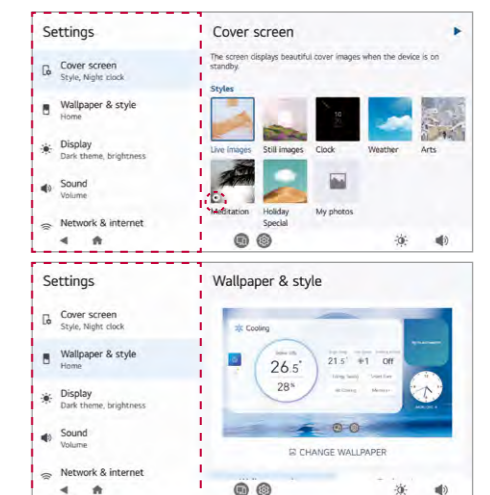 Settings
Cover screen
Style, Night clock
Wallpaper & style
Home
Display
Dark theme, brightness
Sound
Volume
Network & internet
Cover screen
The screen displays beautiful cover images when the device is on
standby.
Styles
Live images Still images Clock Weather Arts
Meditation Holiday Special My photos
Settings
Cover screen
Style, Night clock
Wallpaper & style
Home
Display
Dark theme, brightness
Sound
Volume
Network & internet
Wallpaper & style
Cooling
26.5°
28
21.5° 1 Off
CHANGE WALLPAPER